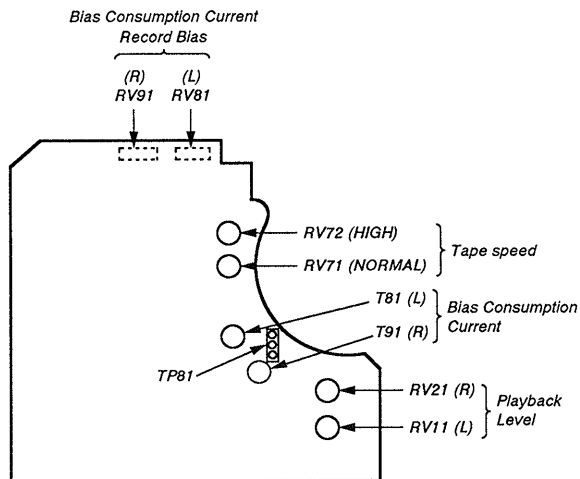 Bias Consumption Current
Record Bias
(R) (L)
RV91 RV81
RV72 (HIGH)
RV71 (NORMAL)
Tape speed
T81 (L)
T91 (R)
Bias Consumption
Current
TP81
RV21 (R)
RV11 (L)
Playback
Level